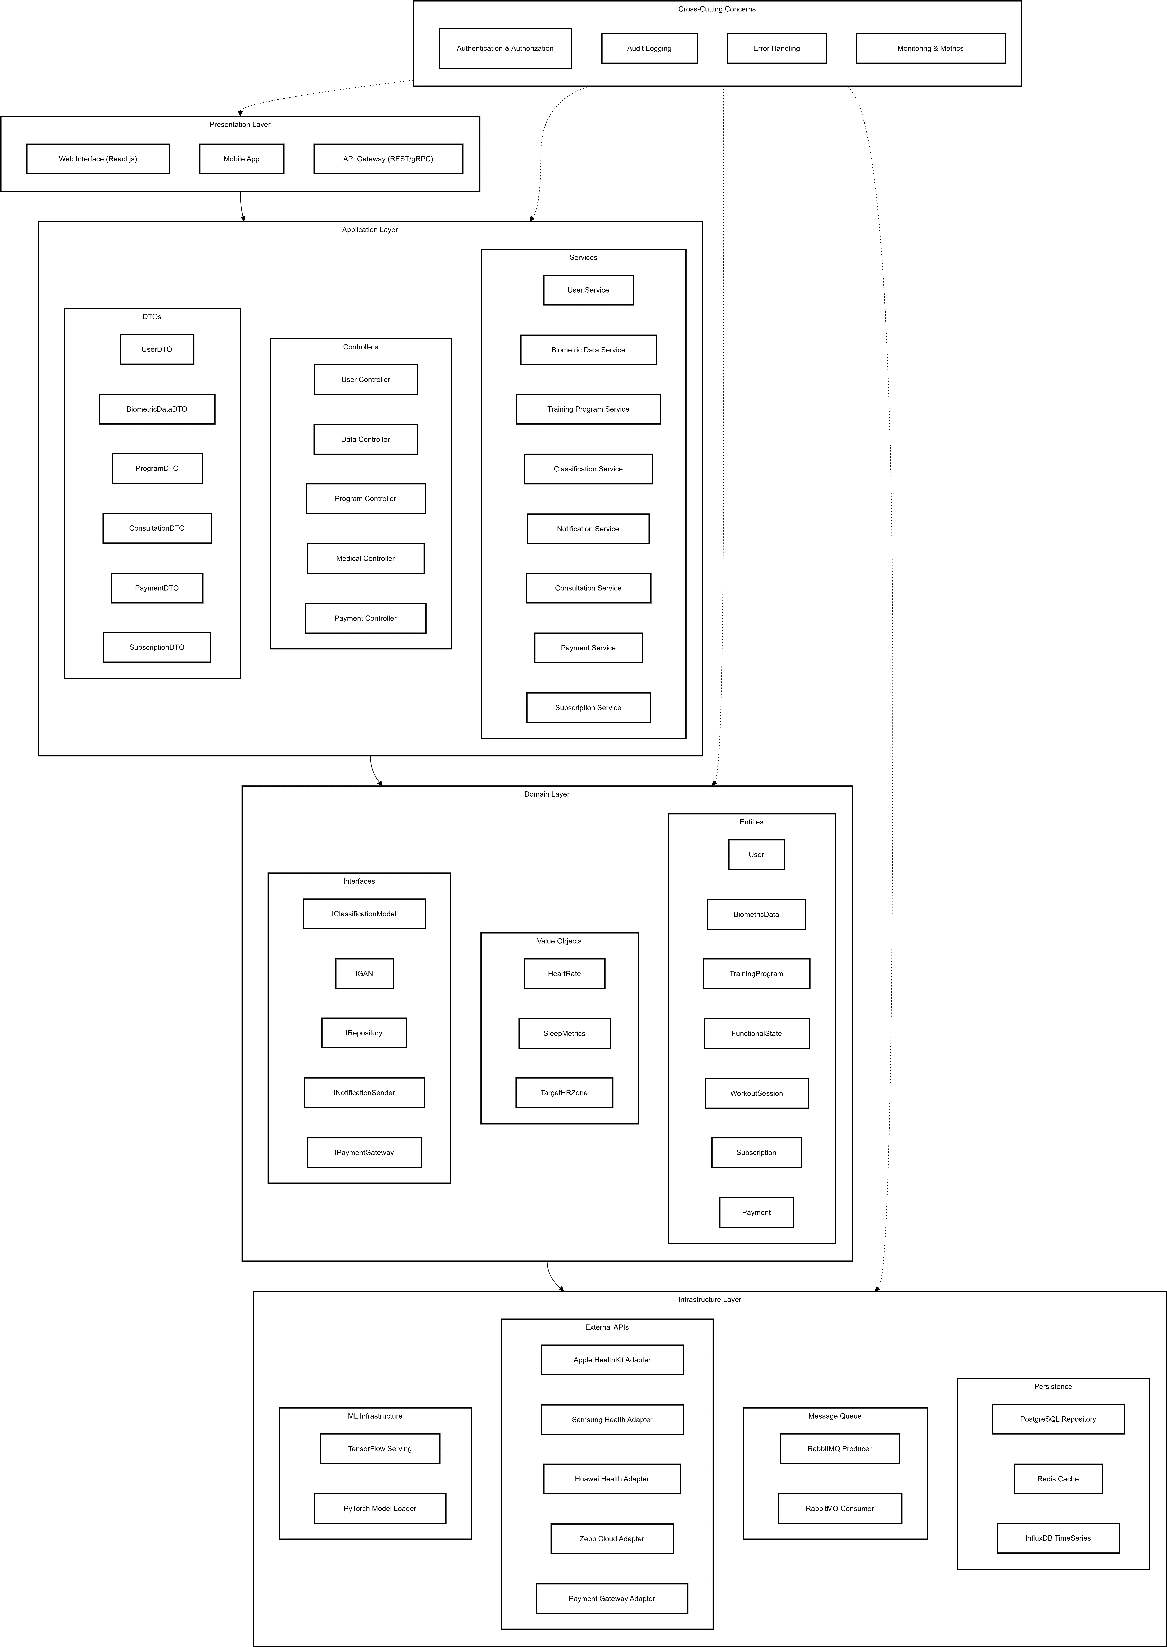 Cross-Cutting Concerns
Authentication & Authorization
Audit Logging
Error Handling
Monitoring & Metrics
Presentation Layer
Web Interface (React.js)
Mobile App
API Gateway (REST/gRPC)
Application Layer
DTOs
UserDTO
BiometricDataDTO
ProgramDTO
ConsultationDTO
PaymentDTO
SubscriptionDTO
Controllers
User Controller
Data Controller
Program Controller
Medical Controller
Payment Controller
Services
User Service
Biometric Data Service
Training Program Service
Classification Service
Notification Service
Consultation Service
Payment Service
Subscription Service
Domain Layer
Interfaces
IClassificationModel
IGAN
IRepository
INotificationSender
IPaymentGateway
Value Objects
HeartRate
SleepMetrics
TargetHRZone
Entities
User
BiometricData
TrainingProgram
FunctionalState
WorkoutSession
Subscription
Payment
Infrastructure Layer
ML Infrastructure
TensorFlow Serving
PyTorch Model Loader
External APIs
Apple HealthKit Adapter
Samsung Health Adapter
Huawei Health Adapter
Zepp Cloud Adapter
Payment Gateway Adapter
Message Queue
RabbitMQ Producer
RabbitMQ Consumer
Persistence
PostgreSQL Repository
Redis Cache
InfluxDB TimeSeries